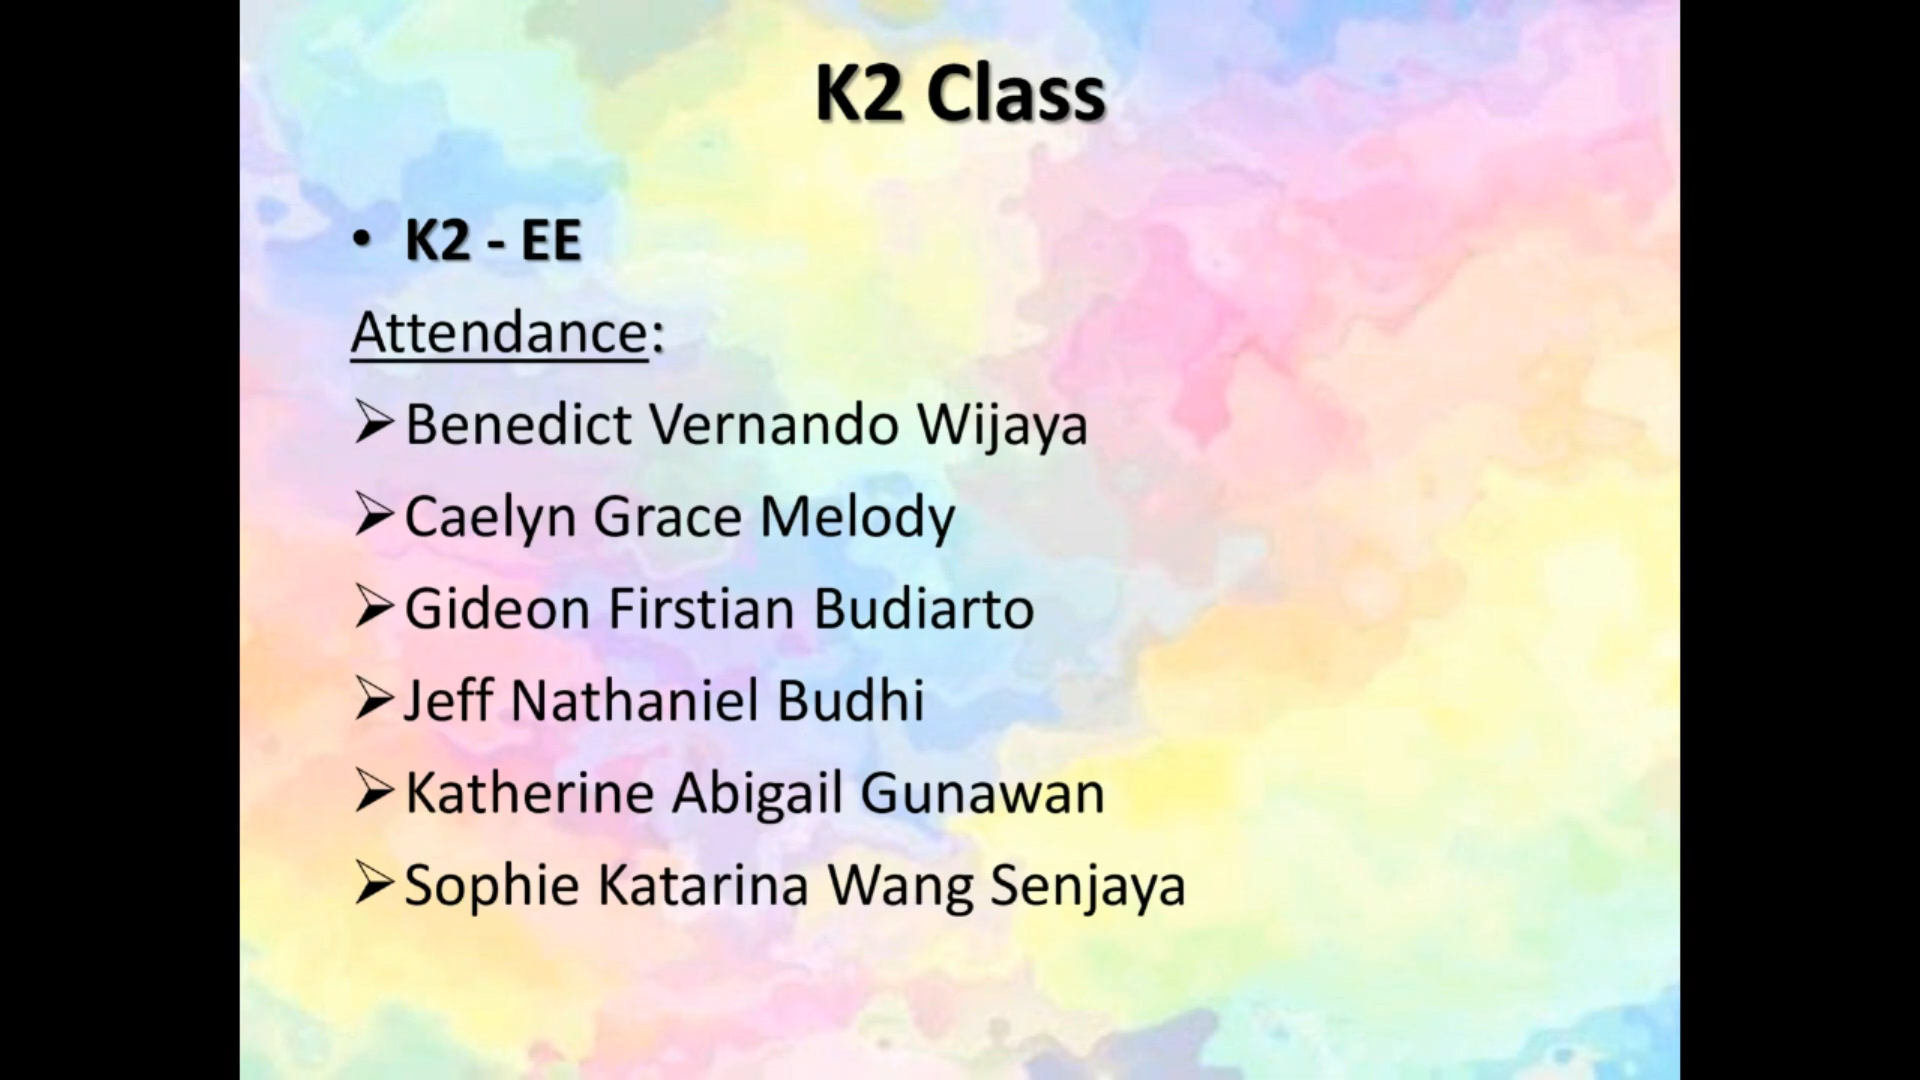 K2 Class
• K2 - EE
Attendance:
➢Benedict Vernando Wijaya
➢Caelyn Grace Melody
➢Gideon Firstian Budiarto
➢Jeff Nathaniel Budhi
➢Katherine Abigail Gunawan
➢Sophie Katarina Wang Senjaya